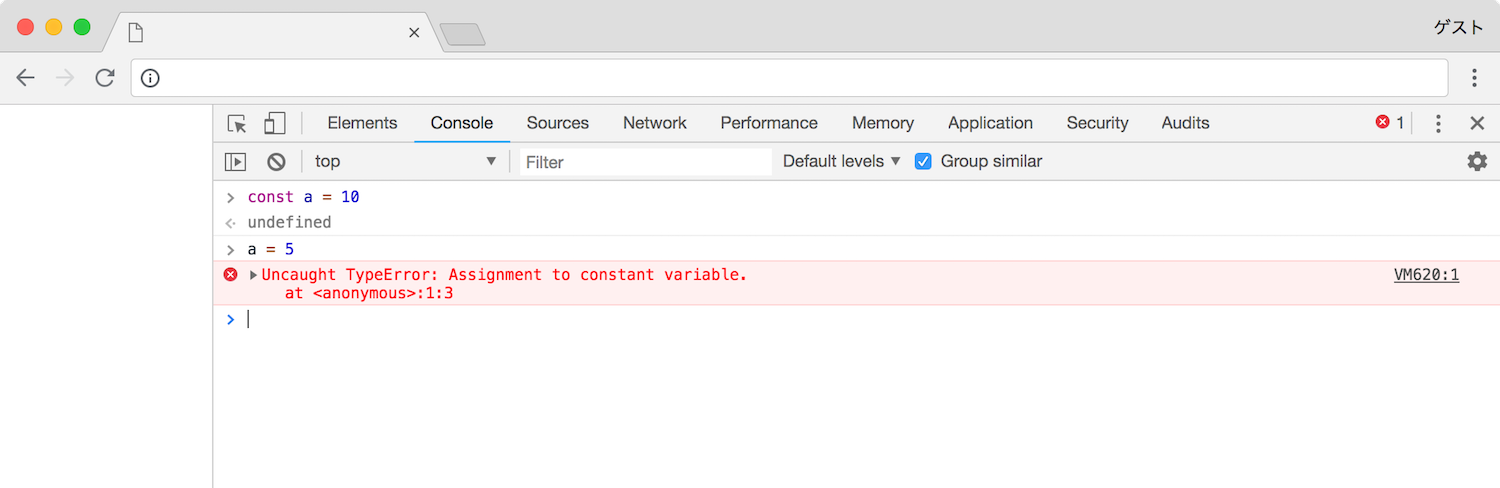 ゲスト
Elements Console Sources Network Performance Memory Application Security Audits 1
top Filter Default levels Group similar
const a = 10
undefined
a = 5
Uncaught TypeError: Assignment to constant variable. VM620:1
at <anonymous>:1:3